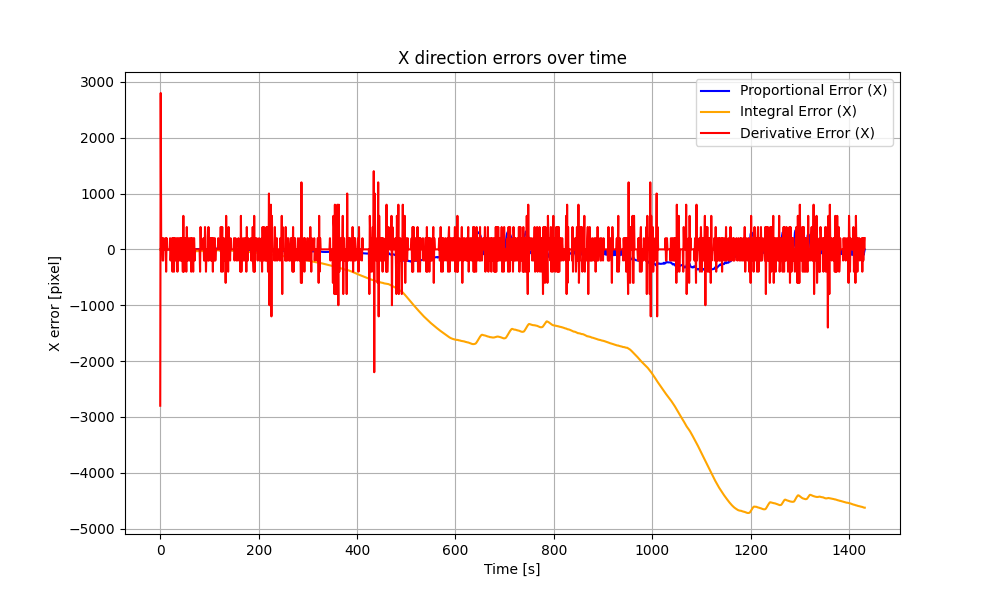 X direction errors over time
3000
2000
1000
0
−1000
−2000
−3000
−4000
−5000
X error [pixel]
Proportional Error (X)
Integral Error (X)
Derivative Error (X)
0 200 400 600 800 1000 1200 1400
Time [s]